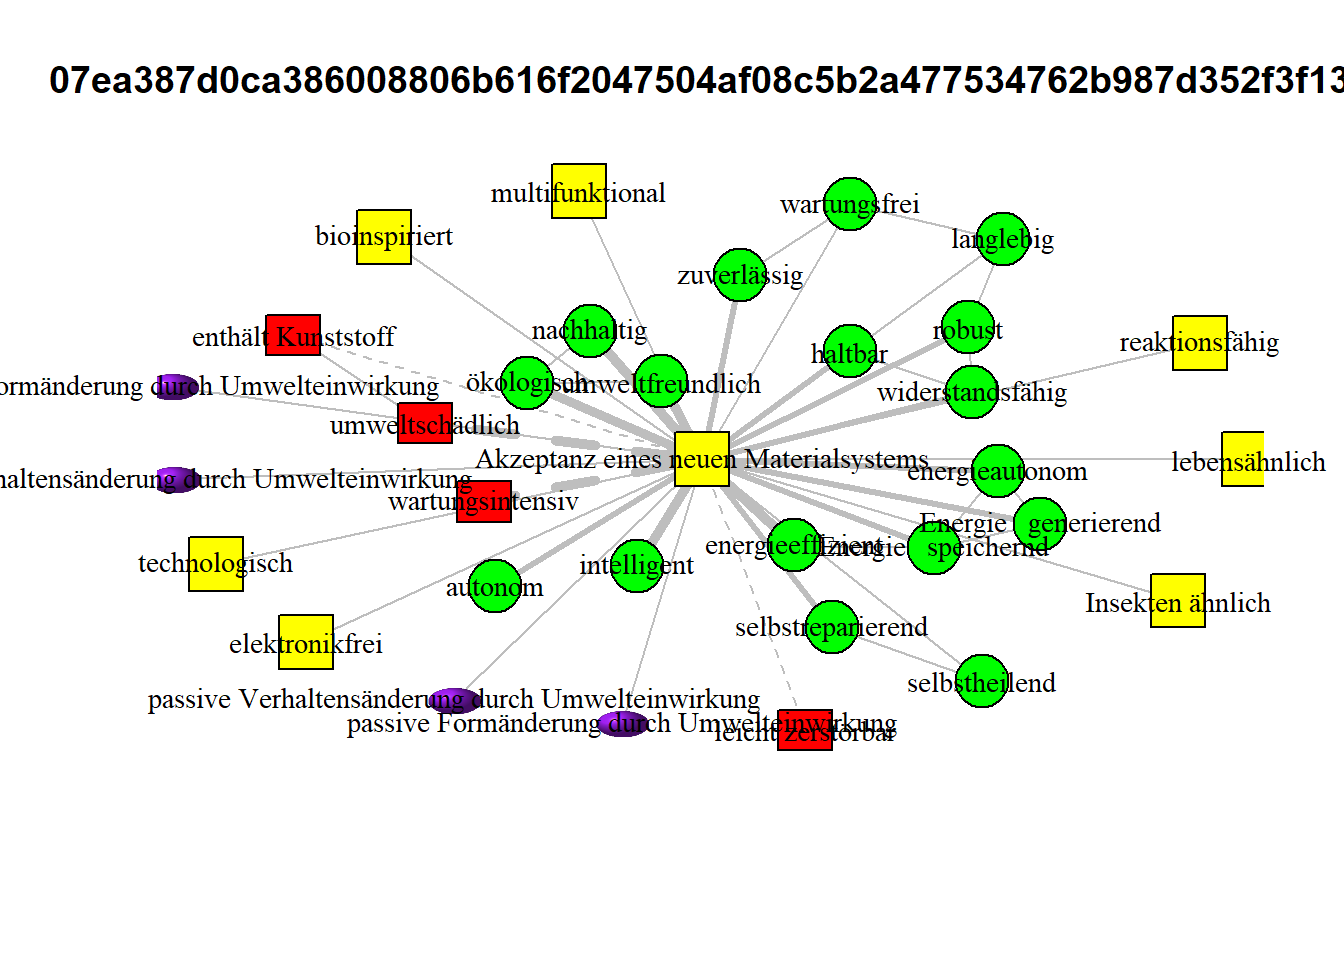 07ea387d0ca386008806b616f2047504af08c5b2a477534762b987d352f3f13
multifunktional
wartungsfrei
bioinspiriert
langlebig
zuverlässig
nachhaltig
robust
enthält Kunststoff
reaktionsfähig
haltbar
ökologisch
umweltfreundlich
ormänderung durch Umwelteinwirkung
widerstandsfähig
umweltschädlich
Akzeptanz eines neuen Materialsystems
lebensähnlich
energieautonom
haltensänderung durch Umwelteinwirkung
wartungsintensiv
Energie generierend
energieeffizient
Energie speichernd
technologisch
intelligent
autonom
Insekten ähnlich
selbstreparierend
elektronikfrei
selbstheilend
passive Verhaltensänderung durch Umwelteinwirkung
passive Formänderung durch Umwelteinwirkung
leicht zerstörbar